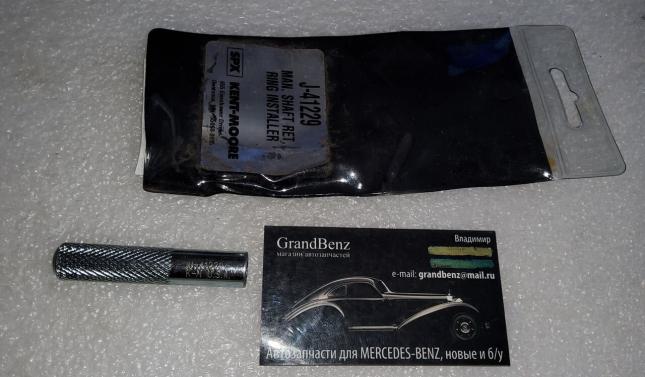 SPX
KENT-MOORE
J-41229
MAN. SHAFT RET.
RING INSTALLER
GrandBenz
магазин автозапчастей
Владимир
e-mail: grandbenz@mail.ru
Автозапчасти для MERCEDES-BENZ, новые и б/у